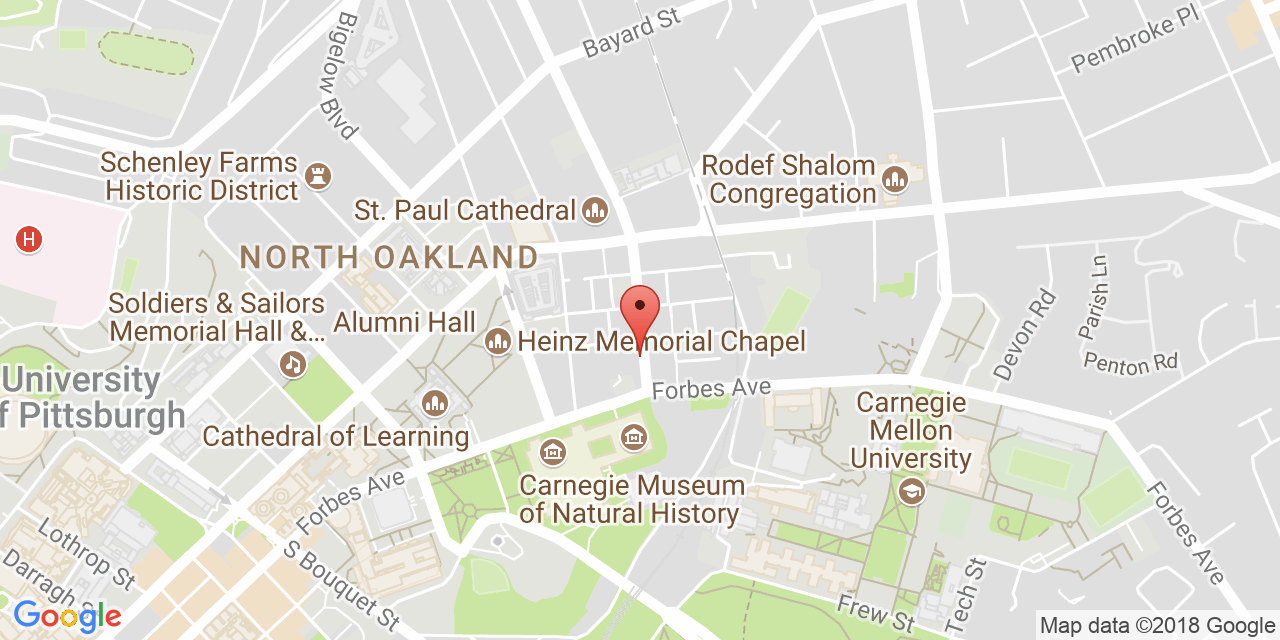 Bayard St
Pembroke Pl
Bigelow Blvd
Schenley Farms
Historic District
Rodef Shalom
Congregation
St. Paul Cathedral
H
NORTH OAKLAND
Parish Ln
Devon Rd
Soldiers & Sailors
Memorial Hall &...
Alumni Hall
Heinz Memorial Chapel
Penton Rd
University
of Pittsburgh
Forbes Ave
Carnegie
Mellon
University
Cathedral of Learning
Carnegie Museum
of Natural History
Forbes Ave
Forbes Ave
Lothrop St
Darragh St
S Bouquet St
Tech St
Frew St
Google
Map data ©2018 Google